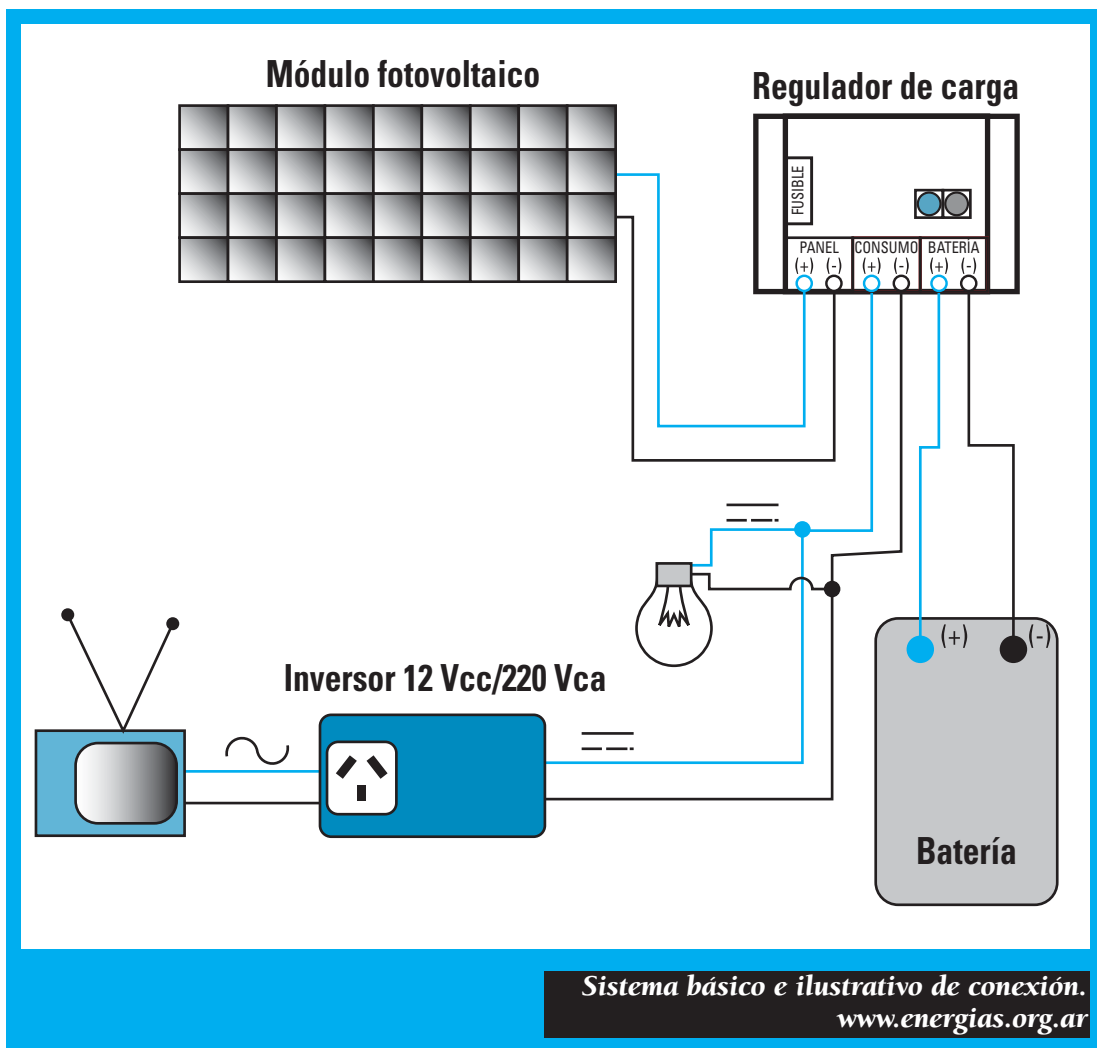 Módulo fotovoltaico
Regulador de carga
FUSIBLE
PANEL CONSUMO BATERÍA
(+) (-) (+) (-) (+) (-)
(+) (-)
Inversor 12 Vcc/220 Vca
Batería
Sistema básico e ilustrativo de conexión.
www.energias.org.ar